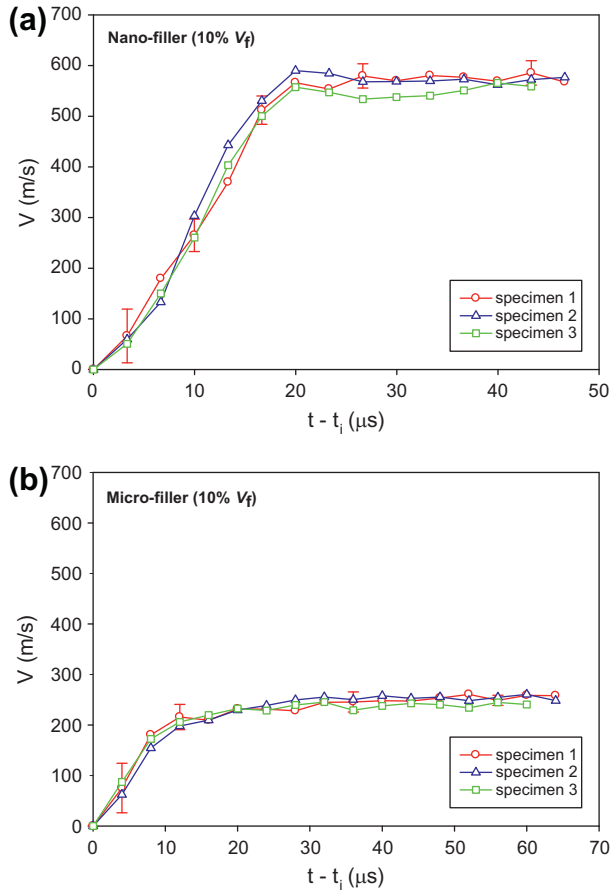 (a)
Nano-filler (10% Vf)
700
600
500
400
300
200
100
0
V (m/s)
specimen 1
specimen 2
specimen 3
0 10 20 30 40 50
t - ti (μs)
(b)
Micro-filler (10% Vf)
700
600
500
400
300
200
100
0
V (m/s)
specimen 1
specimen 2
specimen 3
0 10 20 30 40 50 60 70
t - ti (μs)